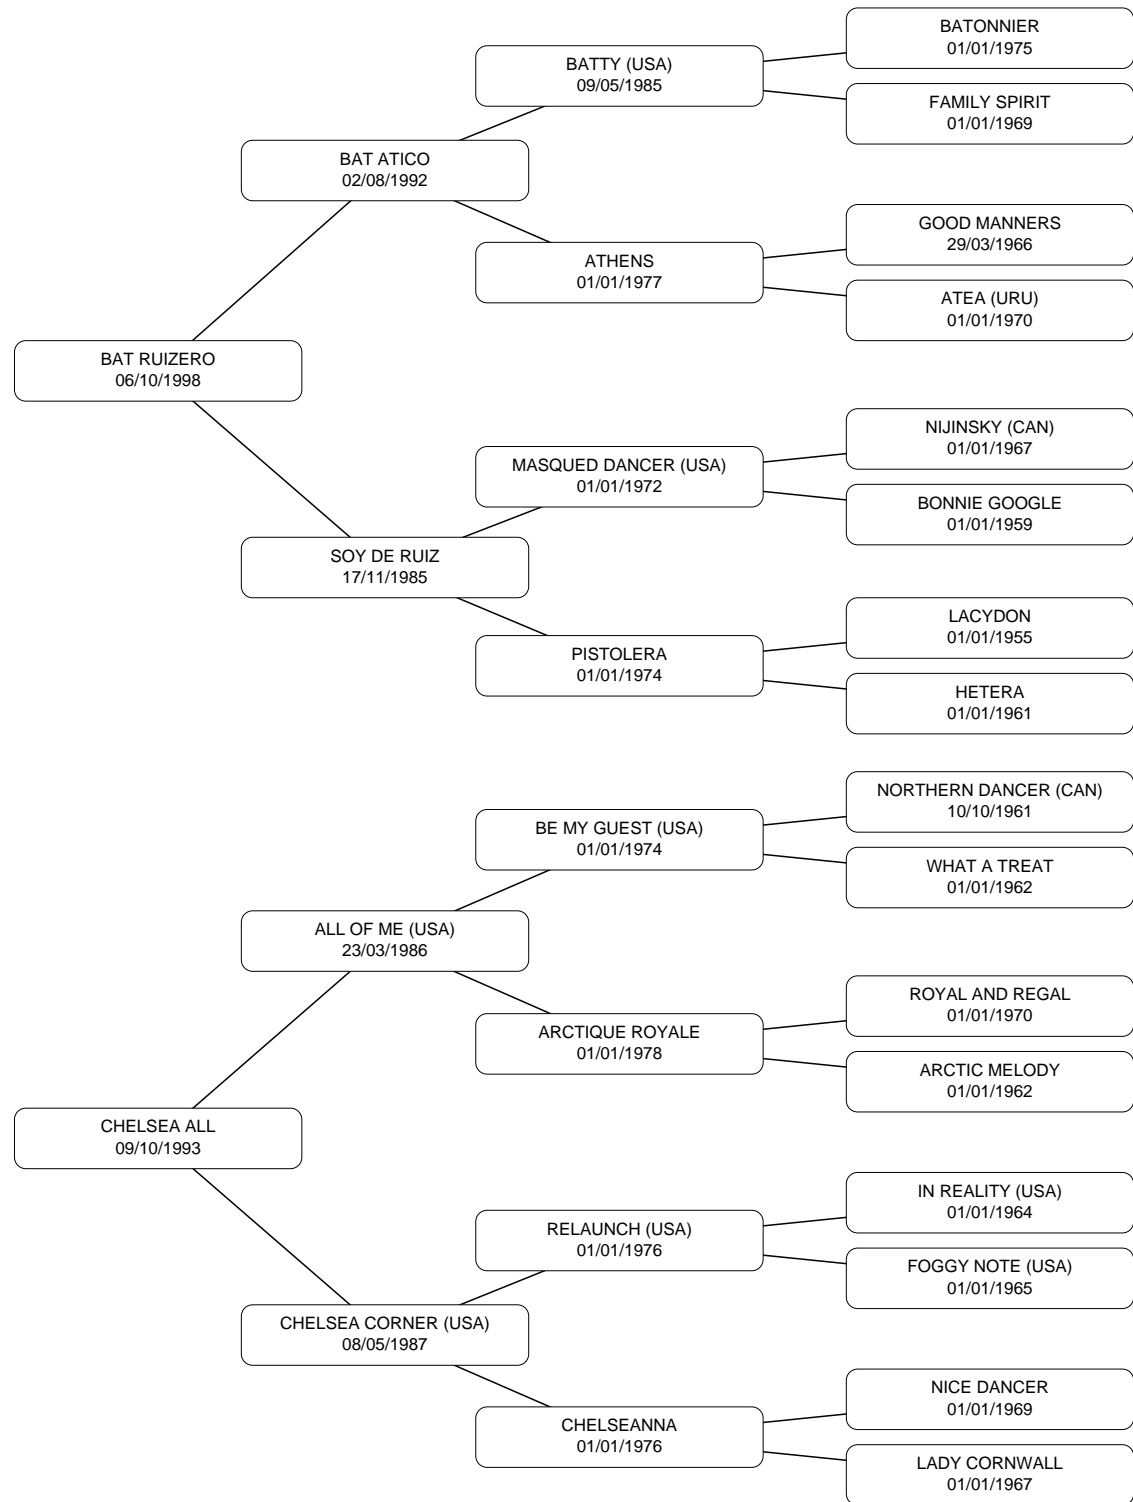 BATONNIER
01/01/1975
BATTY (USA)
09/05/1985
FAMILY SPIRIT
01/01/1969
BAT ATICO
02/08/1992
GOOD MANNERS
29/03/1966
ATHENS
01/01/1977
ATEA (URU)
01/01/1970
BAT RUIZERO
06/10/1998
NIJINSKY (CAN)
01/01/1967
MASQUED DANCER (USA)
01/01/1972
BONNIE GOOGLE
01/01/1959
SOY DE RUIZ
17/11/1985
LACYDON
01/01/1955
PISTOLERA
01/01/1974
HETERA
01/01/1961
NORTHERN DANCER (CAN)
10/10/1961
BE MY GUEST (USA)
01/01/1974
WHAT A TREAT
01/01/1962
ALL OF ME (USA)
23/03/1986
ROYAL AND REGAL
01/01/1970
ARCTIQUE ROYALE
01/01/1978
ARCTIC MELODY
01/01/1962
CHELSEA ALL
09/10/1993
IN REALITY (USA)
01/01/1964
RELAUNCH (USA)
01/01/1976
FOGGY NOTE (USA)
01/01/1965
CHELSEA CORNER (USA)
08/05/1987
NICE DANCER
01/01/1969
CHELSEANNA
01/01/1976
LADY CORNWALL
01/01/1967